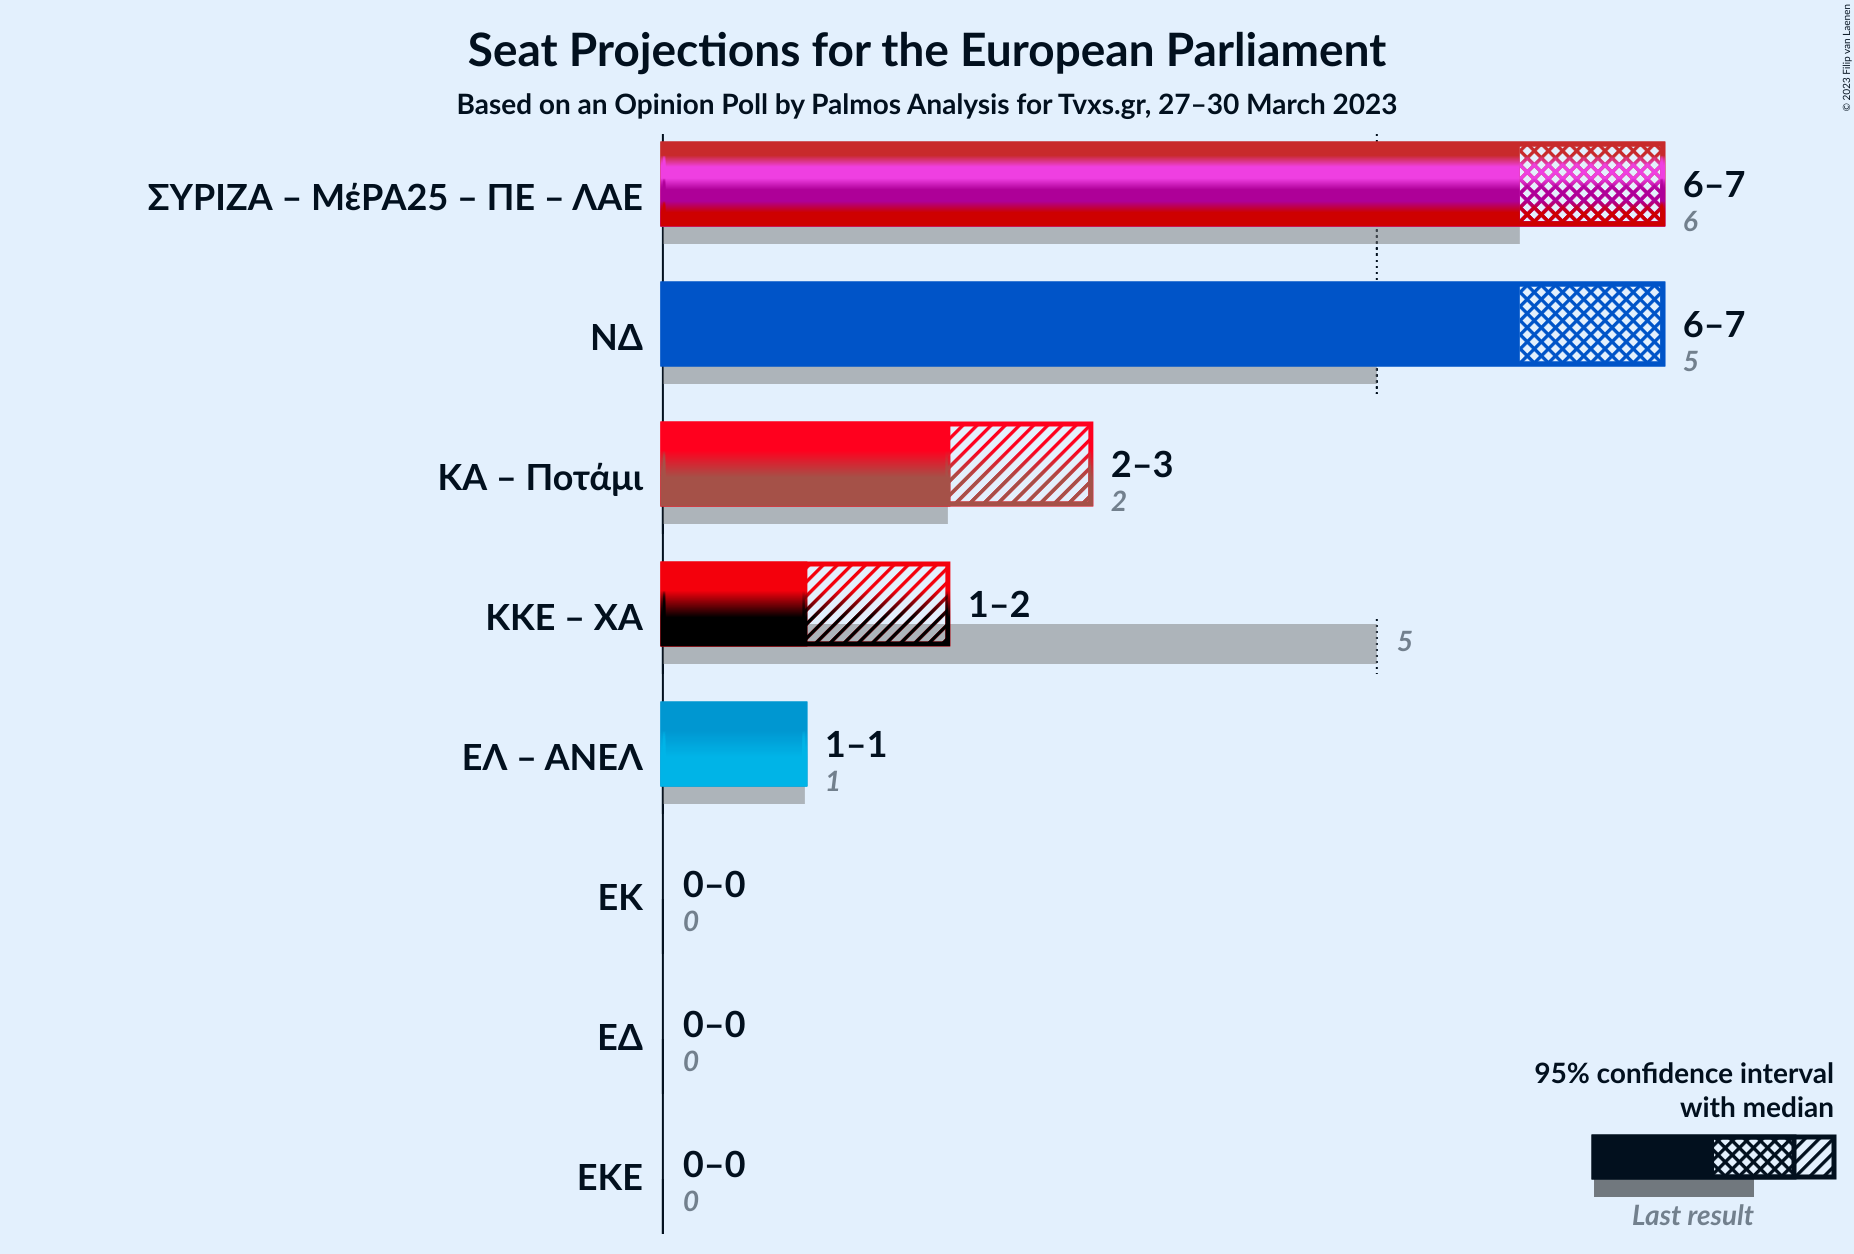 Seat Projections for the European Parliament
Based on an Opinion Poll by Palmos Analysis for Tvxs.gr, 27–30 March 2023
© 2023 Filip van Laenen
ΣΥΡΙΖΑ – ΜέΡΑ25 – ΠΕ – ΛΑΕ
6–7
6
ΝΔ
6–7
5
ΚΑ – Ποτάμι
2–3
2
ΚΚΕ – ΧΑ
1–2
5
ΕΛ – ΑΝΕΛ
1–1
1
ΕΚ
0–0
0
ΕΔ
0–0
0
ΕΚΕ
0–0
0
95% confidence interval
with median
Last result